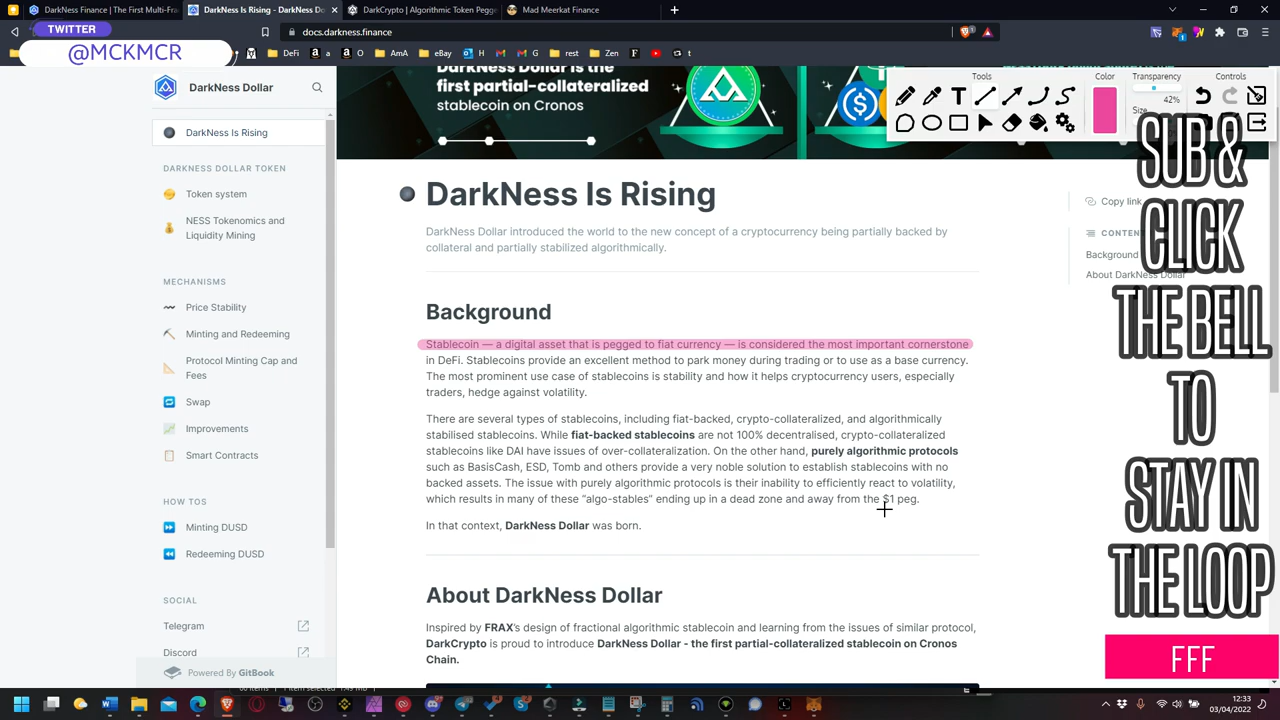 Finance | The First Multi-Fra
DarkNess Is Rising - DarkNess D
DarkCrypto | Algorithmic Token Pegg
Mad Meerkat Finance
TWITTER
docs.darkness.finance
@MCKMCR
DeFi
a
a
O
AmA
eBay
H
M
G
rest
Zen
F
t
DarkNess Dollar
DarkNess Is Rising
DARKNESS DOLLAR TOKEN
Token system
NESS Tokenomics and
Liquidity Mining
MECHANISMS
Price Stability
Minting and Redeeming
Protocol Minting Cap and
Fees
Swap
Improvements
Smart Contracts
HOW TOS
Minting DUSD
Redeeming DUSD
SOCIAL
Telegram
Discord
Powered By GitBook
DarkNess Dollar is the
first partial-collateralized
stablecoin on Cronos
DarkNess Is Rising
DarkNess Dollar introduced the world to the new concept of a cryptocurrency being partially backed by
collateral and partially stabilized algorithmically.
Background
Stablecoin — a digital asset that is pegged to fiat currency — is considered the most important cornerstone
in DeFi. Stablecoins provide an excellent method to park money during trading or to use as a base currency.
The most prominent use case of stablecoins is stability and how it helps cryptocurrency users, especially
traders, hedge against volatility.
There are several types of stablecoins, including fiat-backed, crypto-collateralized, and algorithmically
stabilised stablecoins. While fiat-backed stablecoins are not 100% decentralised, crypto-collateralized
stablecoins like DAI have issues of over-collateralization. On the other hand, purely algorithmic protocols
such as BasisCash, ESD, Tomb and others provide a very noble solution to establish stablecoins with no
backed assets. The issue with purely algorithmic protocols is their inability to efficiently react to volatility,
which results in many of these “algo-stables” ending up in a dead zone and away from the $1 peg.
In that context, DarkNess Dollar was born.
About DarkNess Dollar
Inspired by FRAX's design of fractional algorithmic stablecoin and learning from the issues of similar protocol,
DarkCrypto is proud to introduce DarkNess Dollar - the first partial-collateralized stablecoin on Cronos
Chain.
Copy link
Background
About DarkNess Dollar
Tools
Color
Transparency
Controls
42%
Size
SUB &
CLICK
THE BELL
TO
STAY IN
THE LOOP
FFF
12:33
03/04/2022